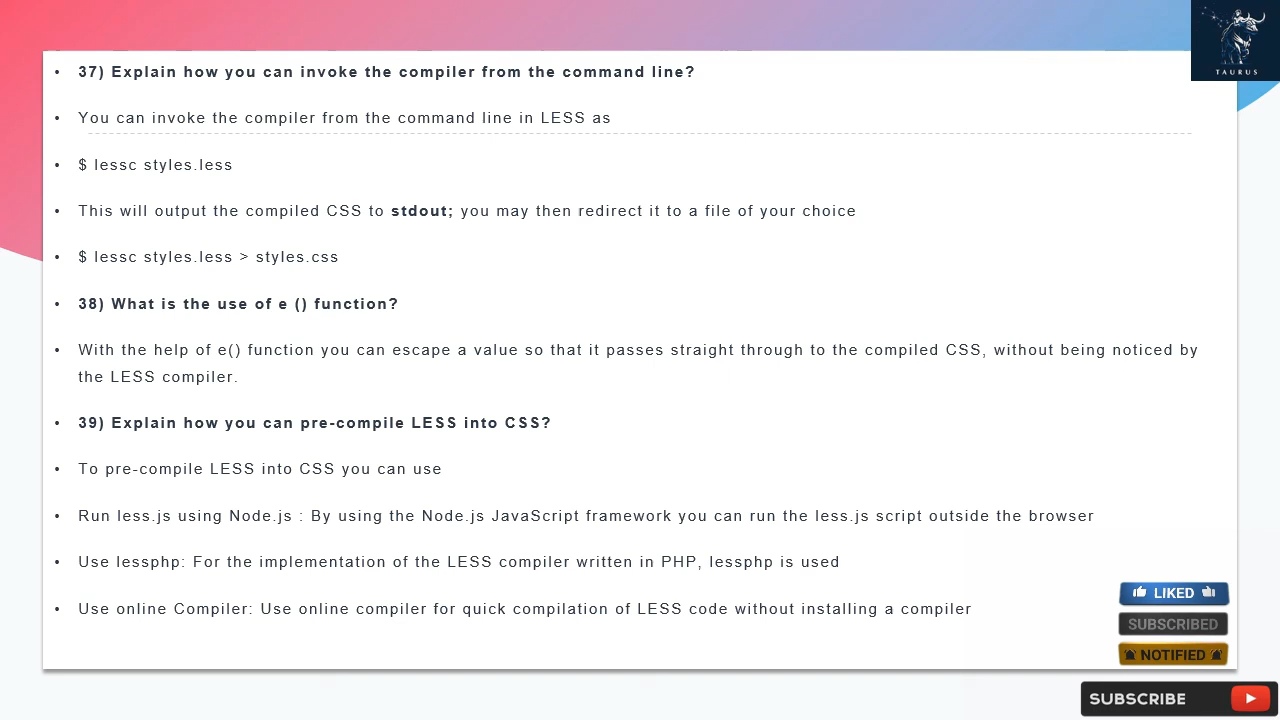 TAURUS
• 37) Explain how you can invoke the compiler from the command line?
• You can invoke the compiler from the command line in LESS as
• $ lessc styles.less
• This will output the compiled CSS to stdout; you may then redirect it to a file of your choice
• $ lessc styles.less > styles.css
• 38) What is the use of e () function?
• With the help of e() function you can escape a value so that it passes straight through to the compiled CSS, without being noticed by
the LESS compiler.
• 39) Explain how you can pre-compile LESS into CSS?
• To pre-compile LESS into CSS you can use
• Run less.js using Node.js : By using the Node.js JavaScript framework you can run the less.js script outside the browser
• Use lessphp: For the implementation of the LESS compiler written in PHP, lessphp is used
• Use online Compiler: Use online compiler for quick compilation of LESS code without installing a compiler
LIKED
SUBSCRIBED
NOTIFIED
SUBSCRIBE